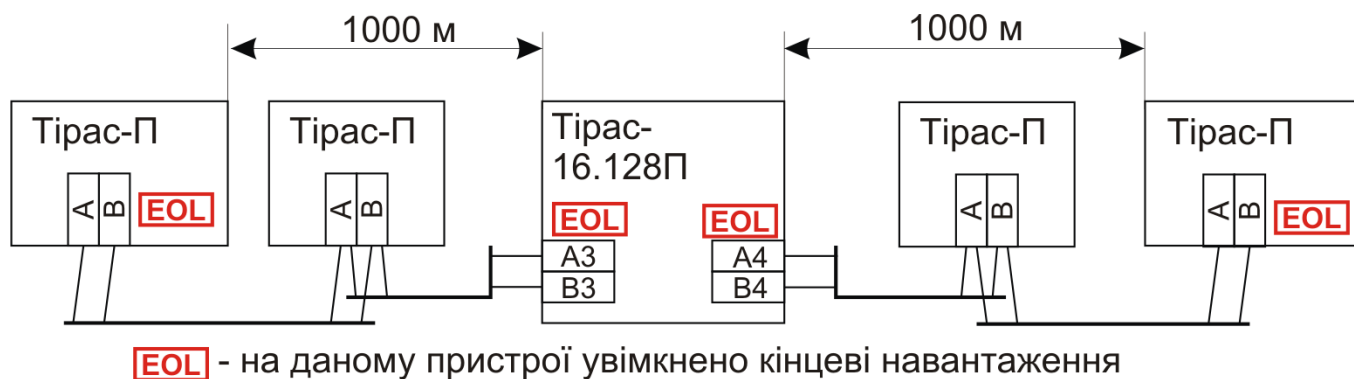 1000 м
1000 м
Тірас-П
A
B
EOL
Тірас-П
A
B
Тірас-
16.128П
EOL
EOL
A3
B3
A4
B4
Тірас-П
A
B
Тірас-П
A
B
EOL
EOL - на даному пристрої увімкнено кінцеві навантаження